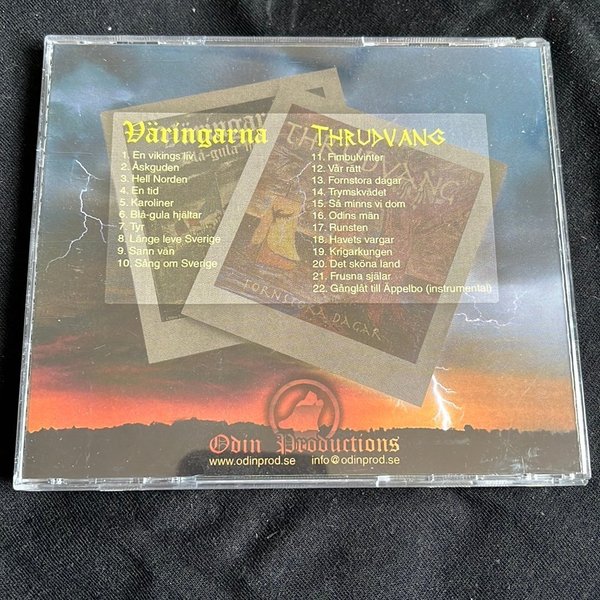 Väringarna
1. En vikings liv
2. Åskguden
3. Hell Norden
4. En tid
5. Karoliner
6. Blå-gula hjältar
7. Tyr
8. Länge leve Sverige
9. Sann vän
10. Sång om Sverige
THRUDVANG
11. Fimbulvinter
12. Vår rätt
13. Fornstora dagar
14. Trymskvädet
15. Så minns vi dom
16. Odins män
17. Runsten
18. Havets vargar
19. Krigarkungen
20. Det sköna land
21. Frusna själar
22. Gånglåt till Äppelbo (instrumental)
THRUDVANG
FORNSTORA DAGAR
Odin Productions
www.odinprod.se info@odinprod.se